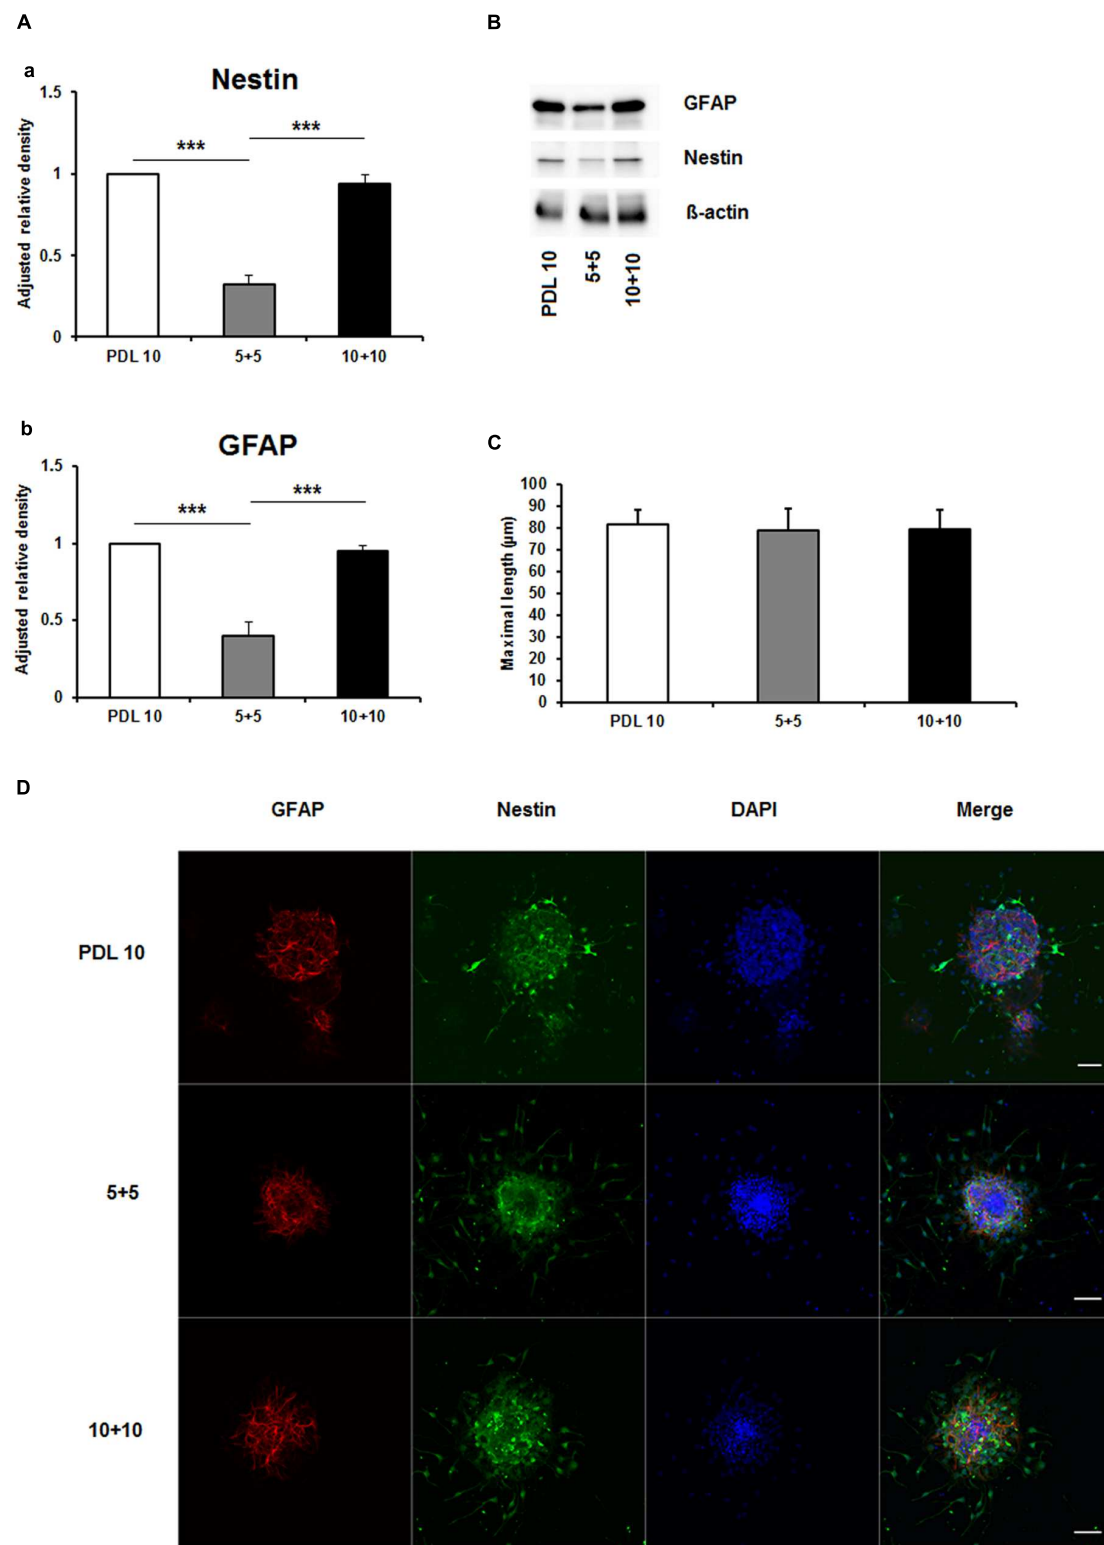 A
B
a
Nestin
1.5
1
0.5
0
Adjusted relative density
***
***
PDL 10
5+5
10+10
GFAP
Nestin
ß-actin
PDL 10
5+5
10+10
b
GFAP
1.5
1
0.5
0
Adjusted relative density
***
***
PDL 10
5+5
10+10
C
100
90
80
70
60
50
40
30
20
10
0
Maximal length (µm)
PDL 10
5+5
10+10
D
GFAP
Nestin
DAPI
Merge
PDL 10
5+5
10+10